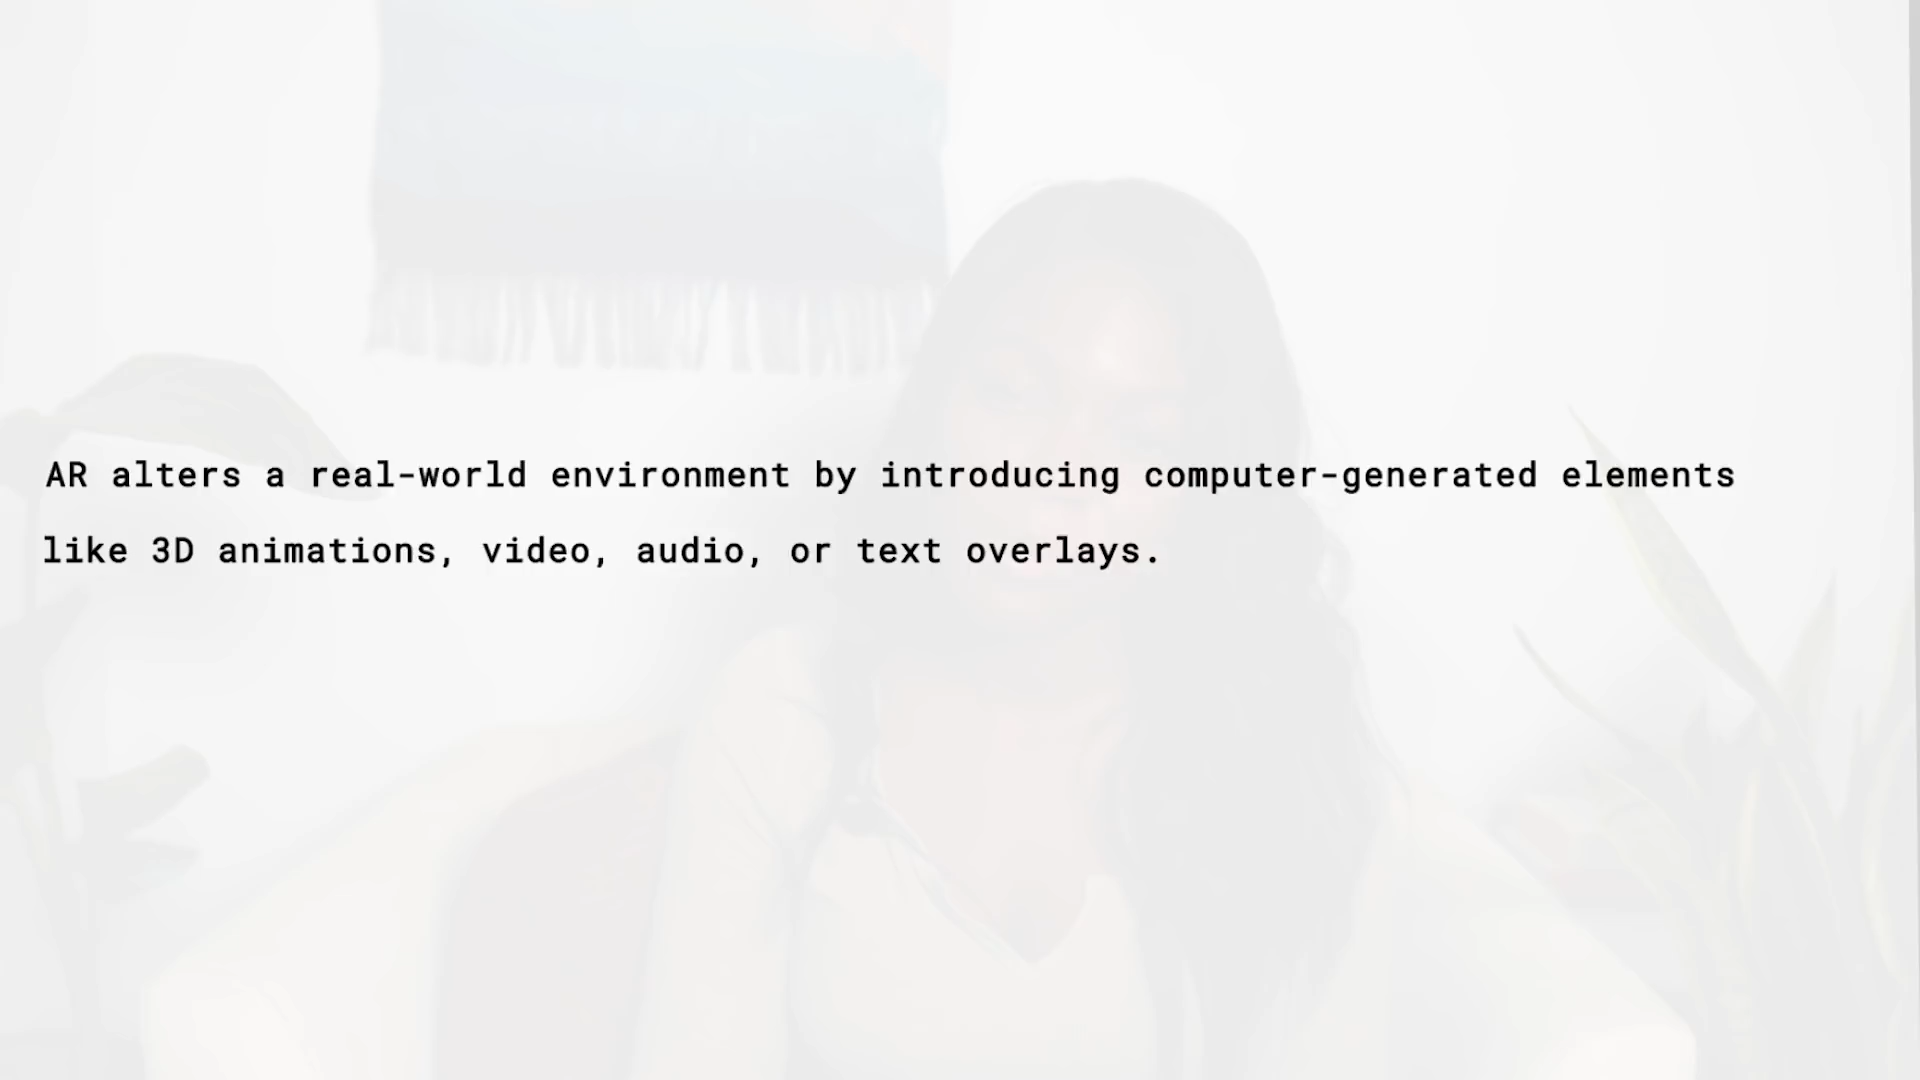 AR alters a real-world environment by introducing computer-generated elements
like 3D animations, video, audio, or text overlays.